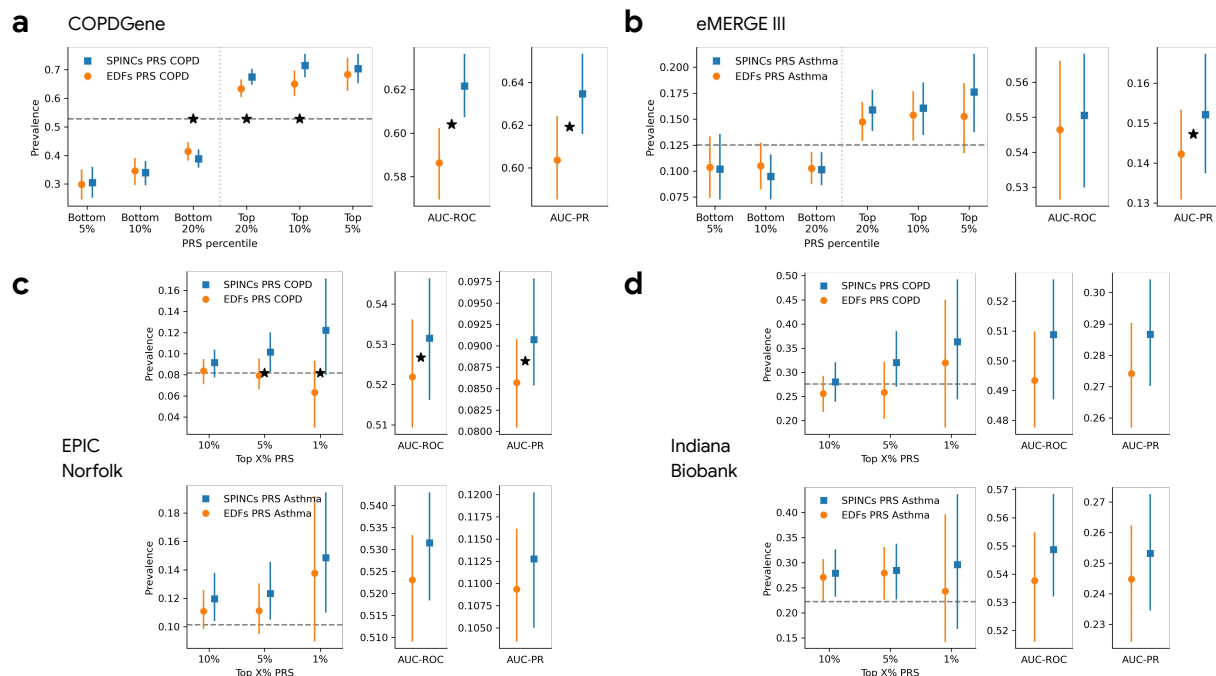 a COPDGene
SPINCs PRS COPD
EDFs PRS COPD
Prevalence
0.7
0.6
0.5
0.4
0.3
Bottom 5%
Bottom 10%
Bottom 20%
Top 20%
Top 10%
Top 5%
PRS percentile
0.62
0.60
0.58
AUC-ROC
0.64
0.62
0.60
AUC-PR
b eMERGE III
SPINCs PRS Asthma
EDFs PRS Asthma
Prevalence
0.200
0.175
0.150
0.125
0.100
0.075
Bottom 5%
Bottom 10%
Bottom 20%
Top 20%
Top 10%
Top 5%
PRS percentile
0.56
0.55
0.54
0.53
AUC-ROC
0.16
0.15
0.14
0.13
AUC-PR
c
EPIC
Norfolk
SPINCs PRS COPD
EDFs PRS COPD
Prevalence
0.16
0.14
0.12
0.10
0.08
0.06
0.04
10% 5% 1%
Top X% PRS
0.54
0.53
0.52
0.51
AUC-ROC
0.0975
0.0950
0.0925
0.0900
0.0875
0.0850
0.0825
0.0800
AUC-PR
SPINCs PRS Asthma
EDFs PRS Asthma
Prevalence
0.18
0.16
0.14
0.12
0.10
10% 5% 1%
Top X% PRS
0.540
0.535
0.530
0.525
0.520
0.515
0.510
AUC-ROC
0.1200
0.1175
0.1150
0.1125
0.1100
0.1075
0.1050
AUC-PR
d
Indiana
Biobank
SPINCs PRS COPD
EDFs PRS COPD
Prevalence
0.50
0.45
0.40
0.35
0.30
0.25
0.20
10% 5% 1%
Top X% PRS
0.52
0.51
0.50
0.49
0.48
AUC-ROC
0.30
0.29
0.28
0.27
0.26
AUC-PR
SPINCs PRS Asthma
EDFs PRS Asthma
Prevalence
0.40
0.35
0.30
0.25
0.20
0.15
10% 5% 1%
Top X% PRS
0.57
0.56
0.55
0.54
0.53
0.52
AUC-ROC
0.27
0.26
0.25
0.24
0.23
AUC-PR